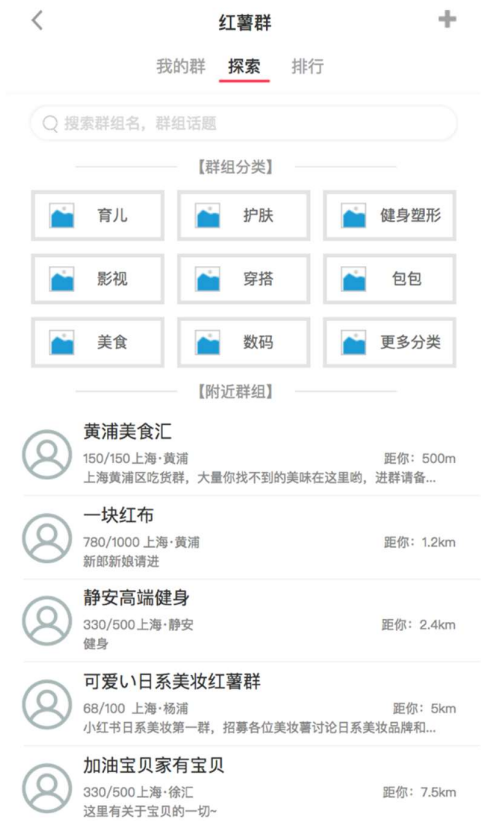 红薯群
我的群 探索 排行
搜索群组名，群组话题
【群组分类】
育儿 护肤 健身塑形
影视 穿搭 包包
美食 数码 更多分类
【附近群组】
黄浦美食汇
150/150上海·黄浦 距你：500m
上海黄浦区吃货群，大量你找不到的美味在这里哟，进群请备...
一块红布
780/1000 上海·黄浦 距你：1.2km
新郎新娘请进
静安高端健身
330/500上海·静安 距你：2.4km
健身
可爱い日系美妆红薯群
68/100 上海·杨浦 距你：5km
小红书日系美妆第一群，招募各位美妆薯讨论日系美妆品牌和...
加油宝贝家有宝贝
330/500上海·徐汇 距你：7.5km
这里有关于宝贝的一切~